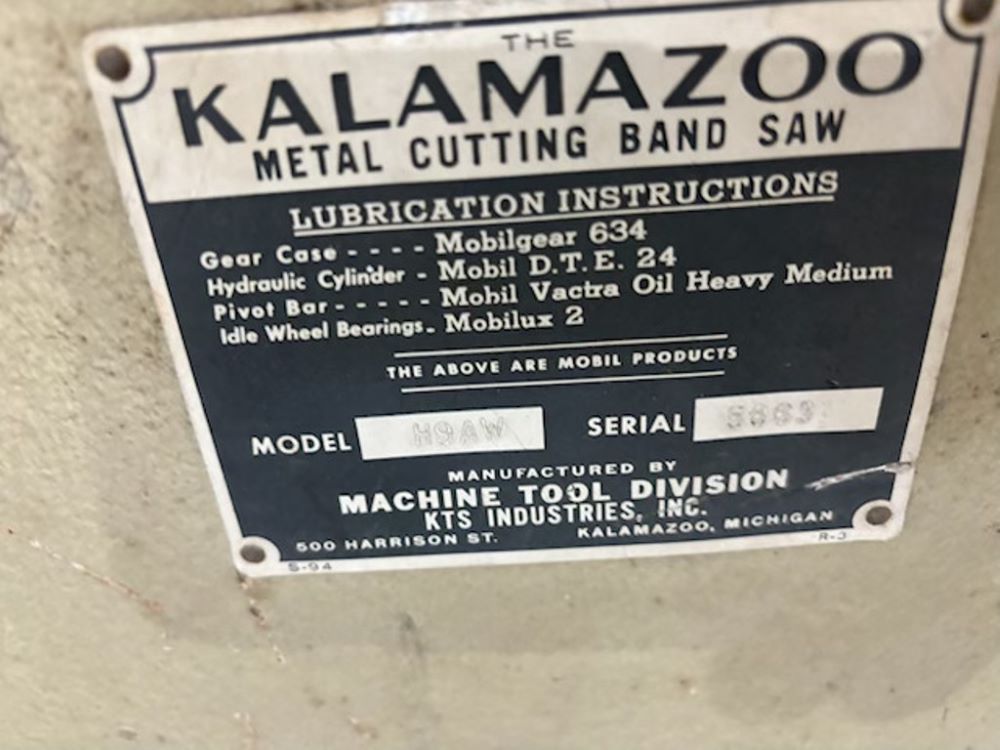 THE
KALAMAZOO
METAL CUTTING BAND SAW
LUBRICATION INSTRUCTIONS
Gear Case - - - - Mobilgear 634
Hydraulic Cylinder - Mobil D.T.E. 24
Pivot Bar - - - - - Mobil Vactra Oil Heavy Medium
Idle Wheel Bearings - Mobilux 2
THE ABOVE ARE MOBIL PRODUCTS
MODEL H9AW SERIAL
MANUFACTURED BY
MACHINE TOOL DIVISION
KTS INDUSTRIES, INC.
500 HARRISON ST. KALAMAZOO, MICHIGAN
S-94 R-3